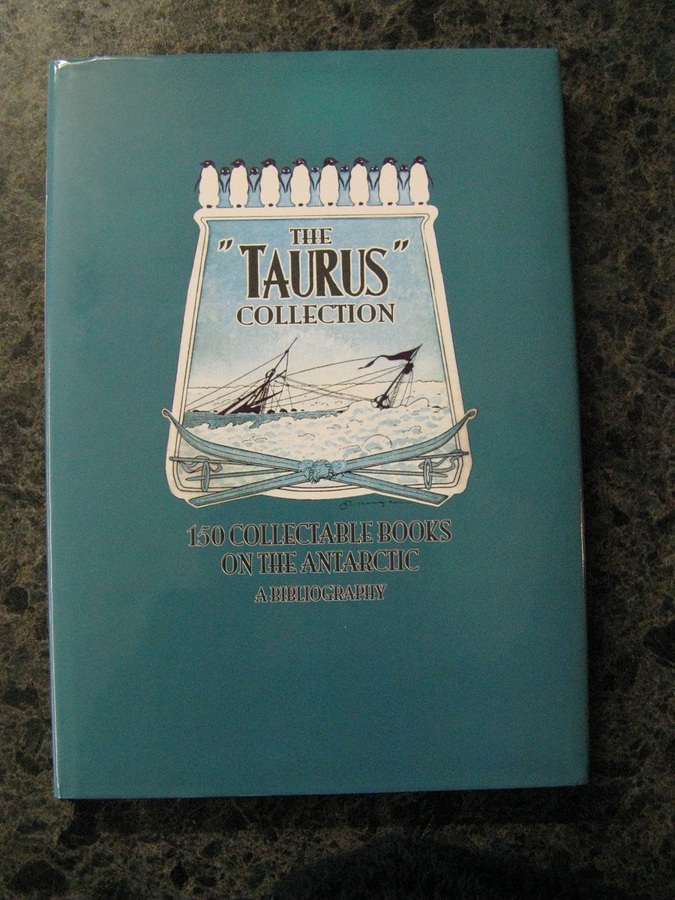 THE
"TAURUS"
COLLECTION
150 COLLECTABLE BOOKS
ON THE ANTARCTIC
A BIBLIOGRAPHY